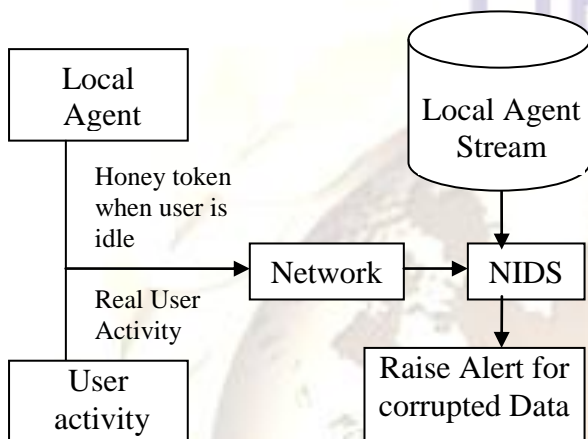 Local
Agent
Local Agent
Stream
Honey token
when user is
idle
Network
NIDS
Real User
Activity
User
activity
Raise Alert for
corrupted Data